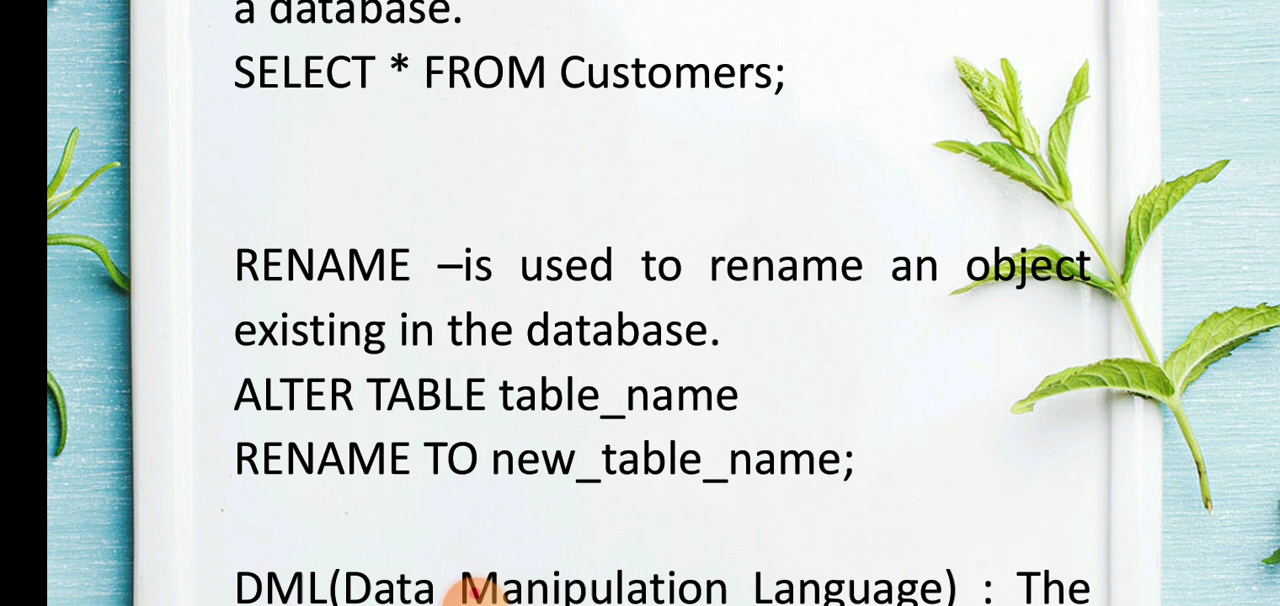 a database.
SELECT * FROM Customers;
RENAME –is used to rename an object
existing in the database.
ALTER TABLE table_name
RENAME TO new_table_name;
DML(Data Manipulation Language) : The